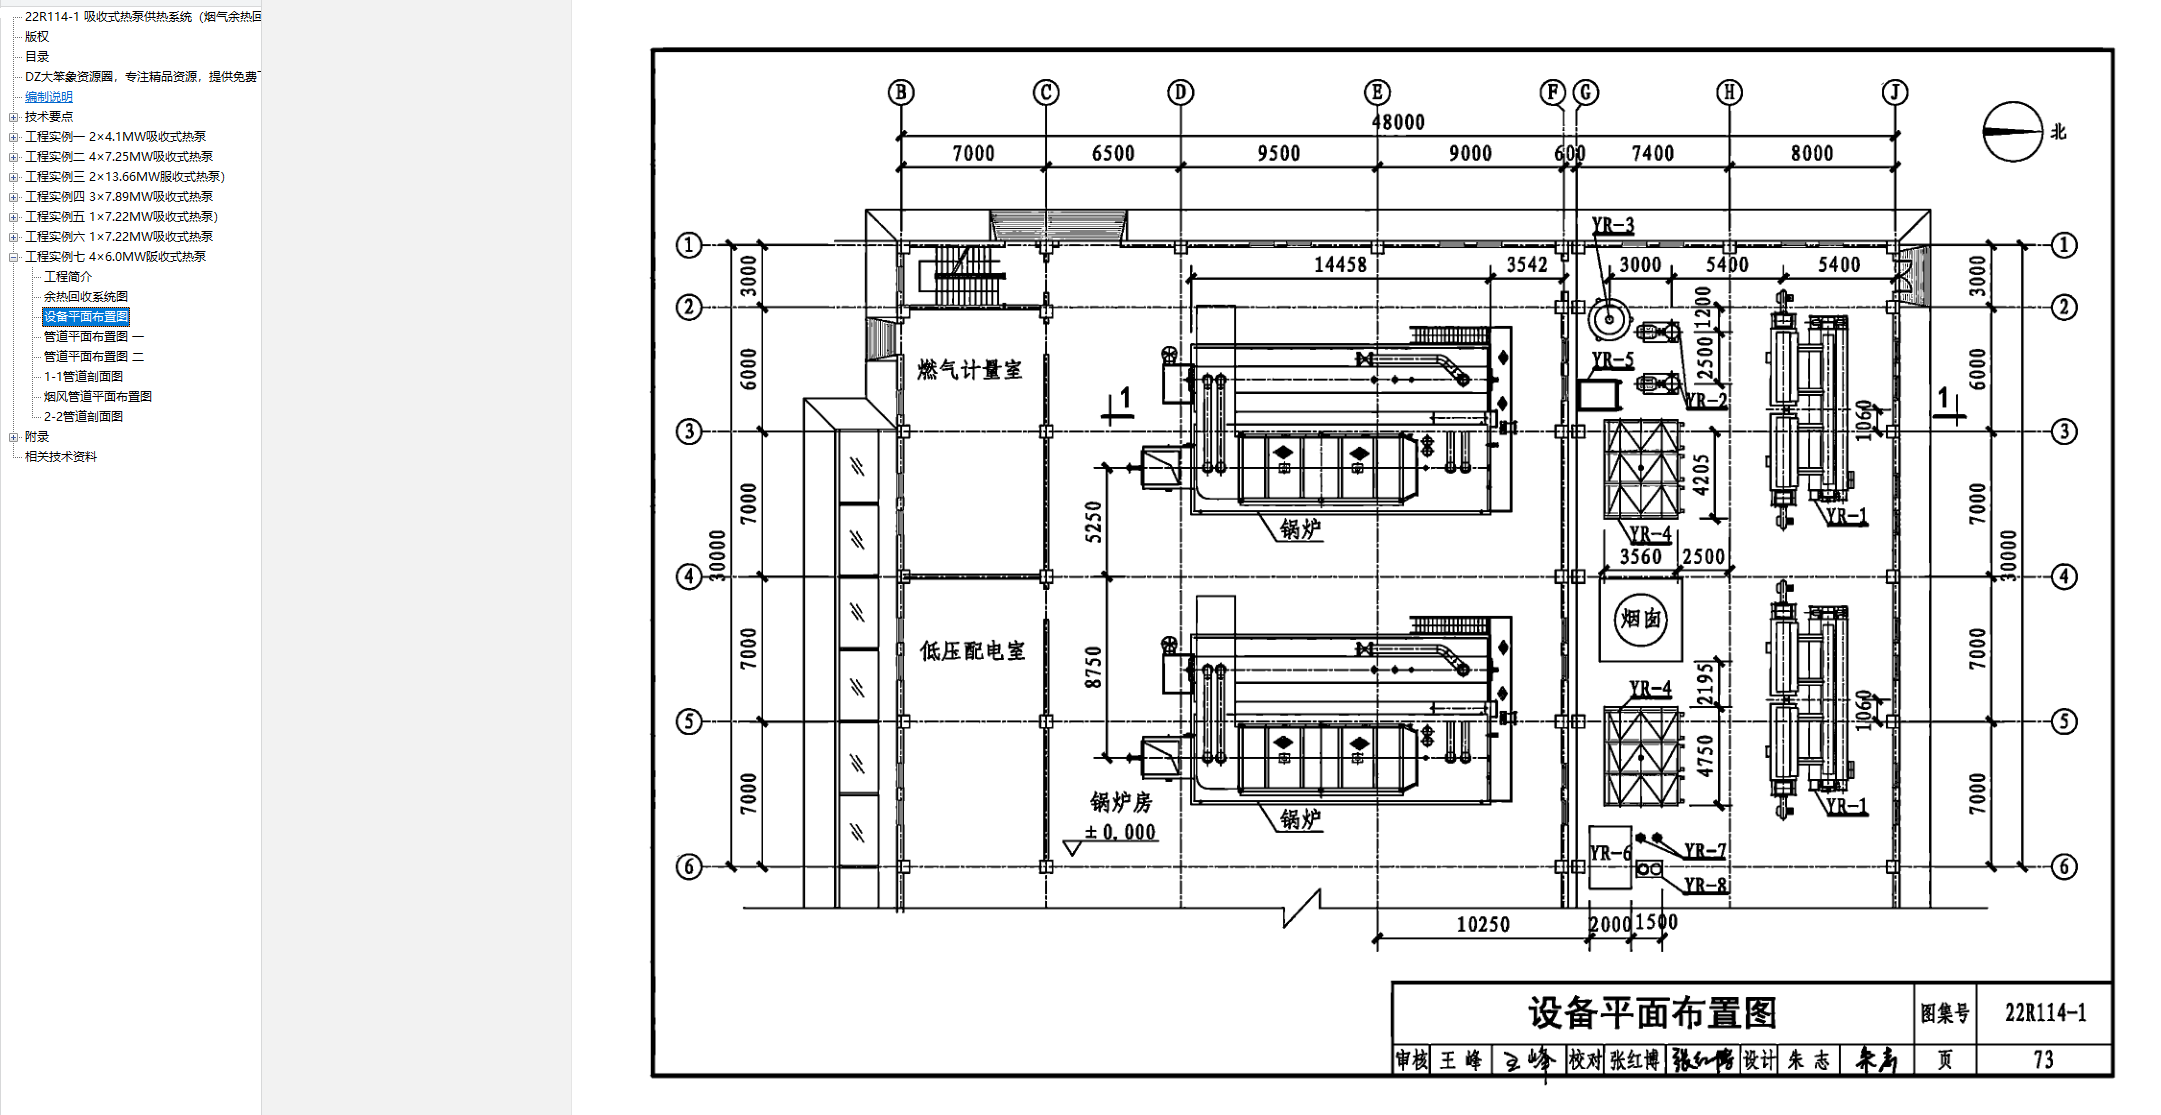 22R114-1 吸收式热泵供热系统（烟气余热回
版权
目录
DZ大笨象资源圈，专注精品资源，提供免费下
编制说明
技术要点
工程实例一 2×4.1MW吸收式热泵
工程实例二 4×7.25MW吸收式热泵
工程实例三 2×13.66MW服收式热泵）
工程实例四 3×7.89MW吸收式热泵
工程实例五 1×7.22MW吸收式热泵）
工程实例六 1×7.22MW吸收式热泵
工程实例七 4×6.0MW阪收式热泵
工程简介
余热回收系统图
设备平面布置图
管道平面布置图 一
管道平面布置图 二
1-1管道剖面图
烟风管道平面布置图
2-2管道剖面图
附录
相关技术资料
B C D E F G H J
48000
7000 6500 9500 9000 600 7400 8000
北
YR-3
1 1
14458 3542 3000 5400 5400
3000 3000
2 2
1200
燃气计量室
6000 2500 6000
YR-5
YR-2
1 1
1060
3 3
4205
7000 5250 7000
锅炉
YR-4
YR-1
3560 2500
30000 30000
4 4
烟囱
低压配电室
7000 8750 2195 7000
YR-4
1060
5 5
4750
7000 7000
锅炉房
±0.000
锅炉
YR-1
YR-6
YR-7
6 6
YR-8
10250 2000 1500
设备平面布置图 图集号 22R114-1
审核 王 峰 王峰 校对 张红博 张红博 设计 朱 志 朱志 页 73